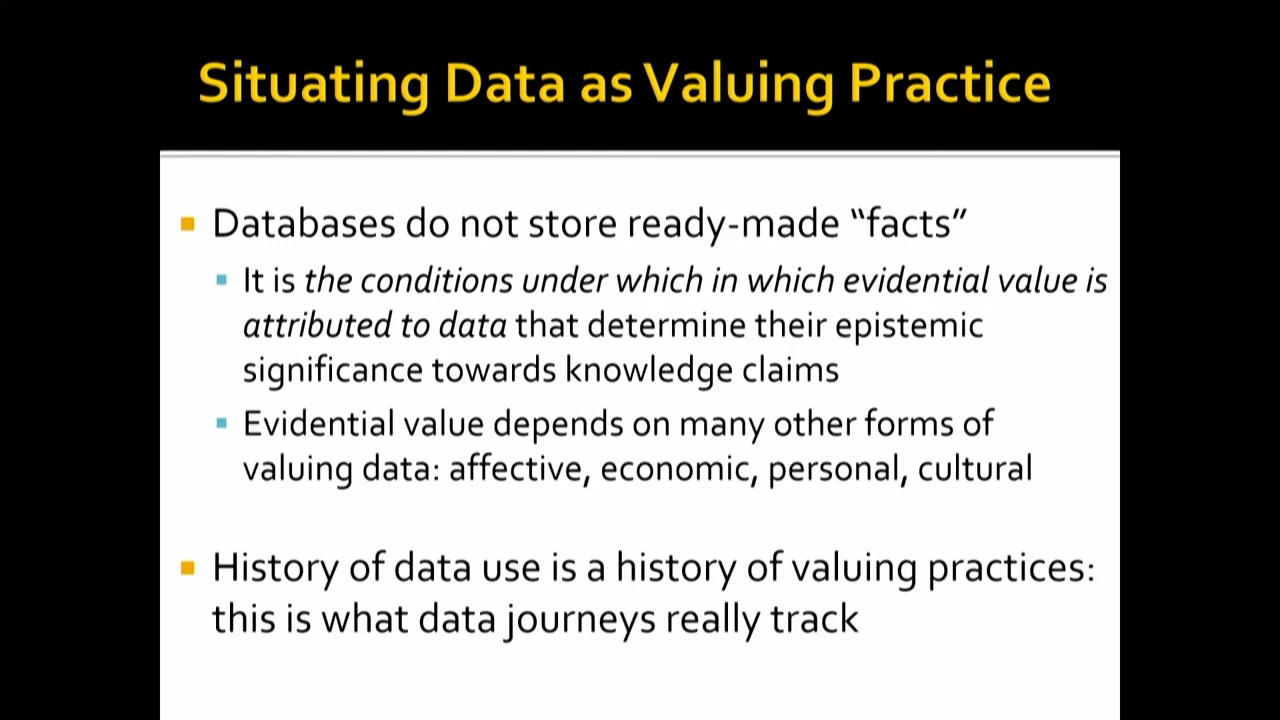 Situating Data as Valuing Practice
Databases do not store ready-made “facts”
It is the conditions under which in which evidential value is
attributed to data that determine their epistemic
significance towards knowledge claims
Evidential value depends on many other forms of
valuing data: affective, economic, personal, cultural
History of data use is a history of valuing practices:
this is what data journeys really track